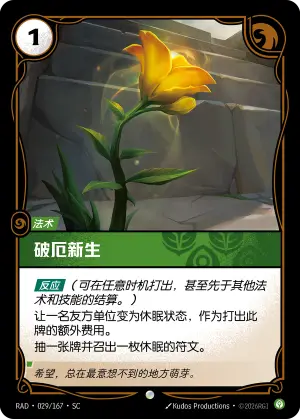 1
法术
破厄新生
反应 （可在任意时机打出，甚至先于其他法
术和技能的结算。）
让一名友方单位变为休眠状态，作为打出此
牌的额外费用。
抽一张牌并召出一枚休眠的符文。
希望，总在最意想不到的地方萌芽。
RAD • 029/167 • SC
Kudos Productions
©2026RGI